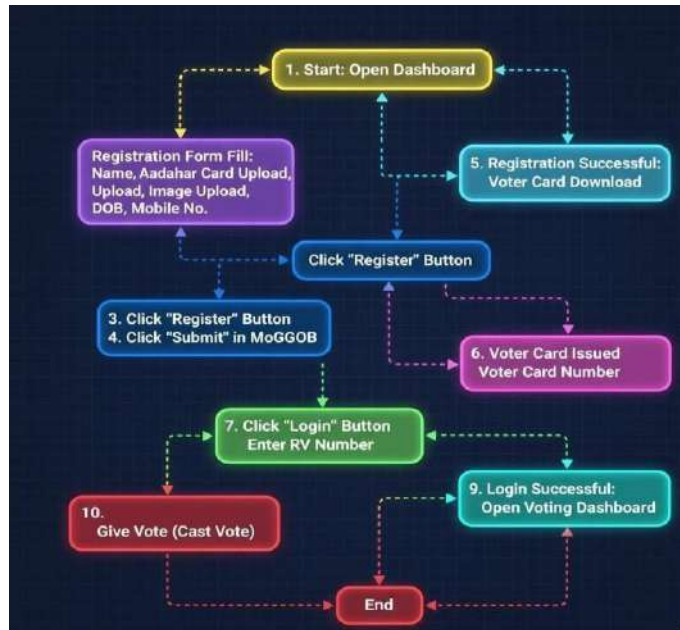 1. Start: Open Dashboard
Registration Form Fill:
Name, Aadahar Card Upload,
Upload, Image Upload,
DOB, Mobile No.
5. Registration Successful:
Voter Card Download
Click "Register" Button
3. Click "Register" Button
4. Click "Submit" in MoGGOB
6. Voter Card Issued
Voter Card Number
7. Click "Login" Button
Enter RV Number
9. Login Successful:
Open Voting Dashboard
10.
Give Vote (Cast Vote)
End